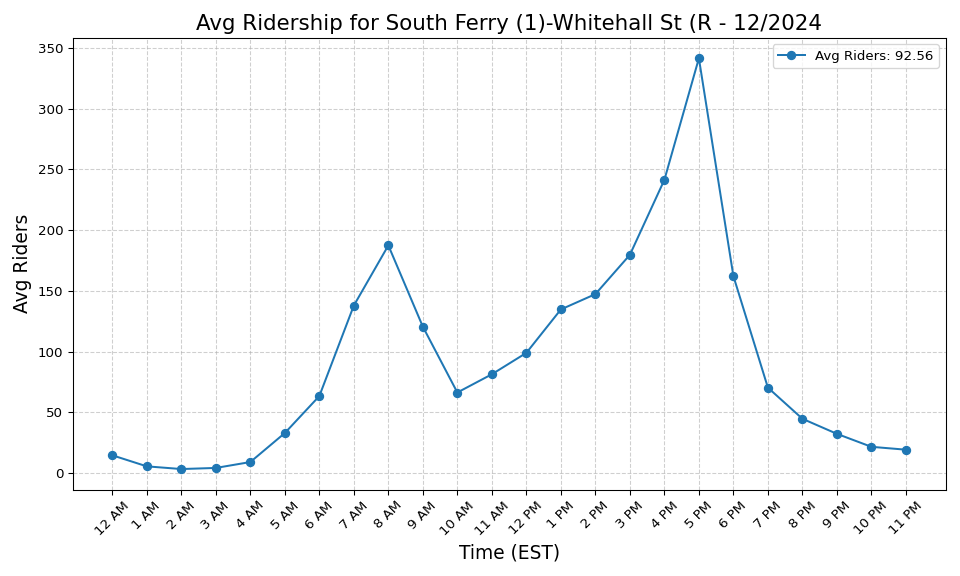 Avg Ridership for South Ferry (1)-Whitehall St (R - 12/2024
Avg Riders: 92.56
Avg Riders
350
300
250
200
150
100
50
0
12 AM 1 AM 2 AM 3 AM 4 AM 5 AM 6 AM 7 AM 8 AM 9 AM 10 AM 11 AM 12 PM 1 PM 2 PM 3 PM 4 PM 5 PM 6 PM 7 PM 8 PM 9 PM 10 PM 11 PM
Time (EST)